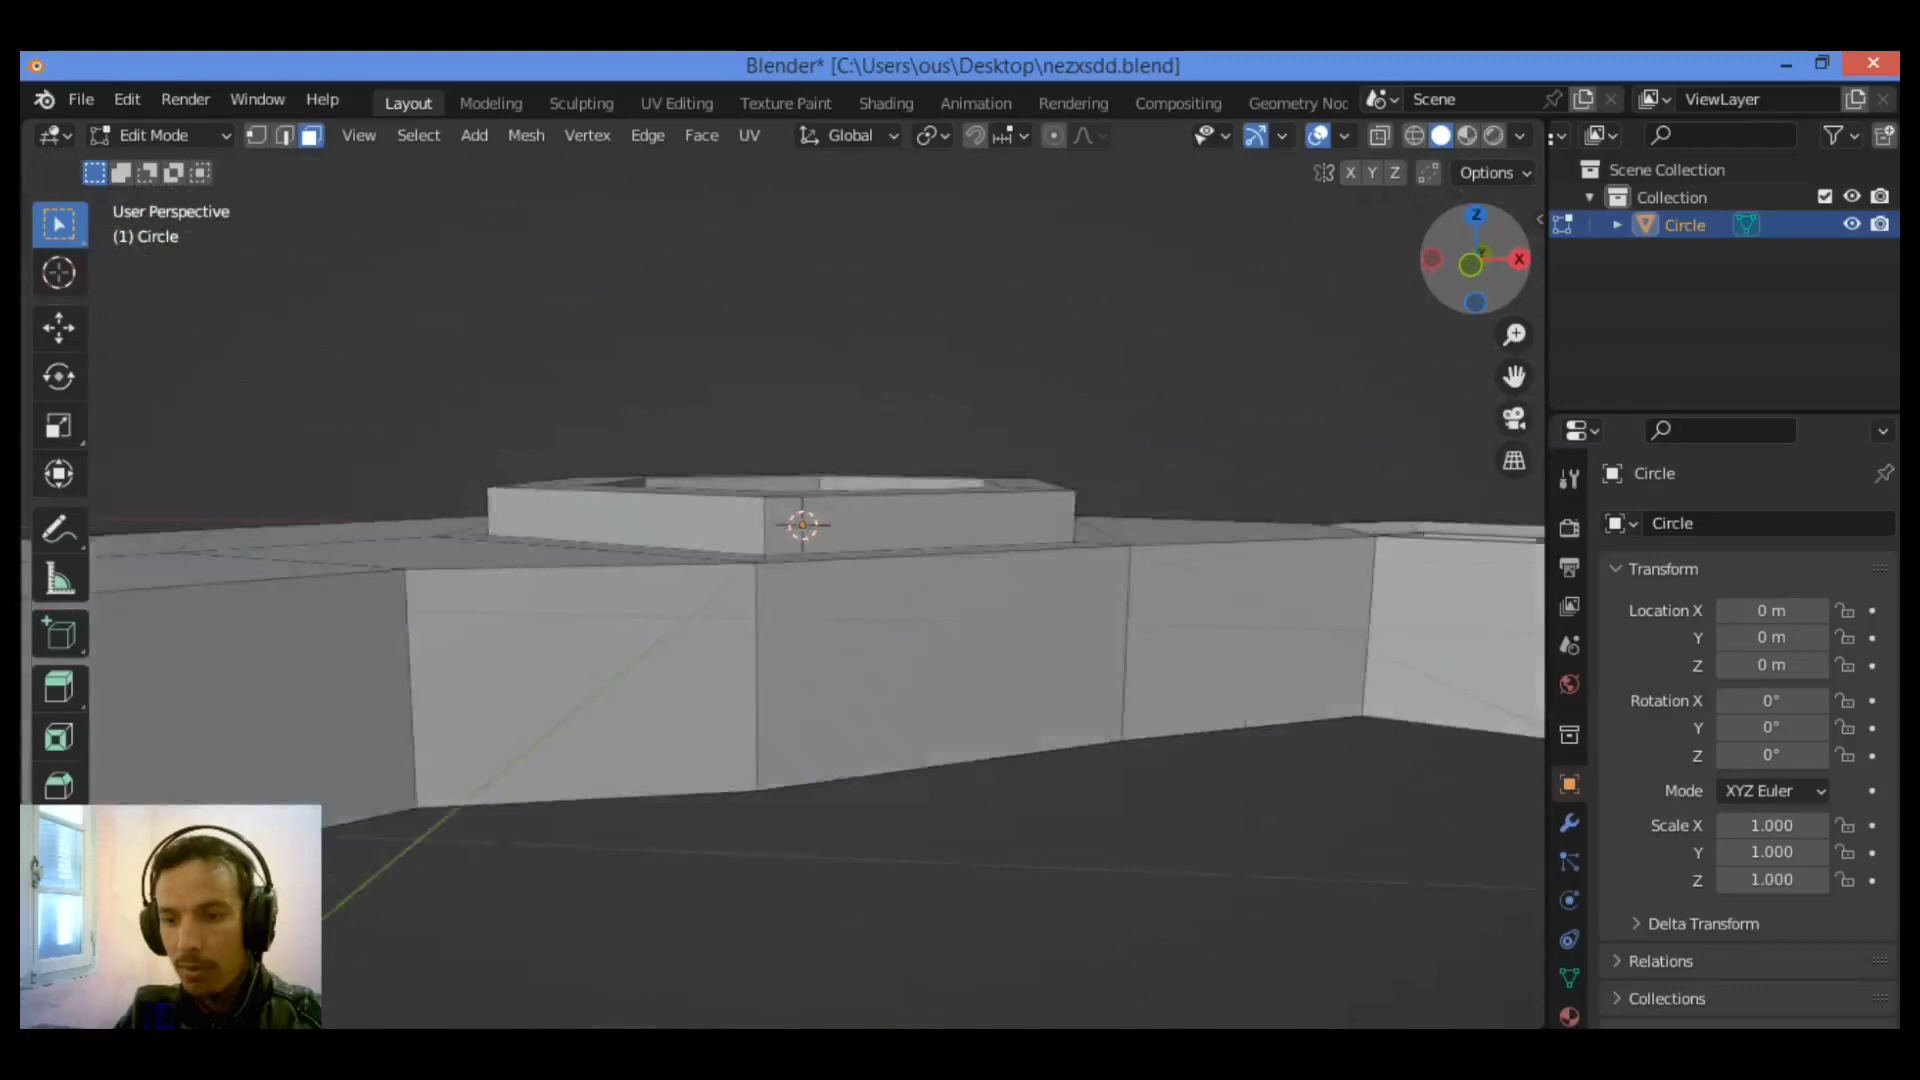 Blender* [C:\Users\ous\Desktop\nezxsdd.blend]
File Edit Render Window Help Layout Modeling Sculpting UV Editing Texture Paint Shading Animation Rendering Compositing Geometry Noc Scene ViewLayer
Edit Mode View Select Add Mesh Vertex Edge Face UV Global
X Y Z Options
User Perspective
(1) Circle
Z
X
Scene Collection
Collection
Circle
Circle
Circle
Transform
Location X 0 m
Y 0 m
Z 0 m
Rotation X 0°
Y 0°
Z 0°
Mode XYZ Euler
Scale X 1.000
Y 1.000
Z 1.000
Delta Transform
Relations
Collections